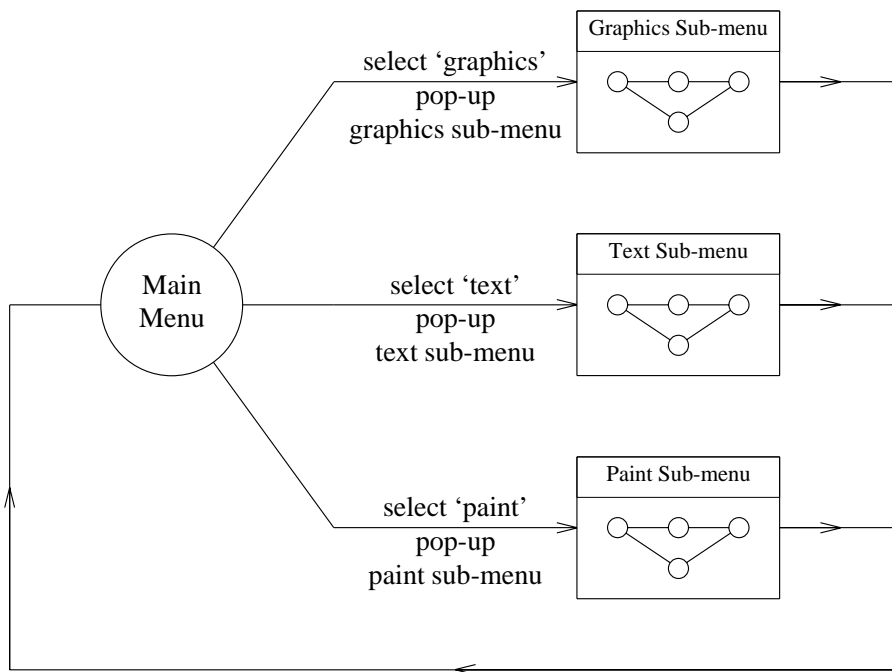 Graphics Sub-menu
select ‘graphics’
pop-up
graphics sub-menu
Main
Menu
Text Sub-menu
select ‘text’
pop-up
text sub-menu
Paint Sub-menu
select ‘paint’
pop-up
paint sub-menu